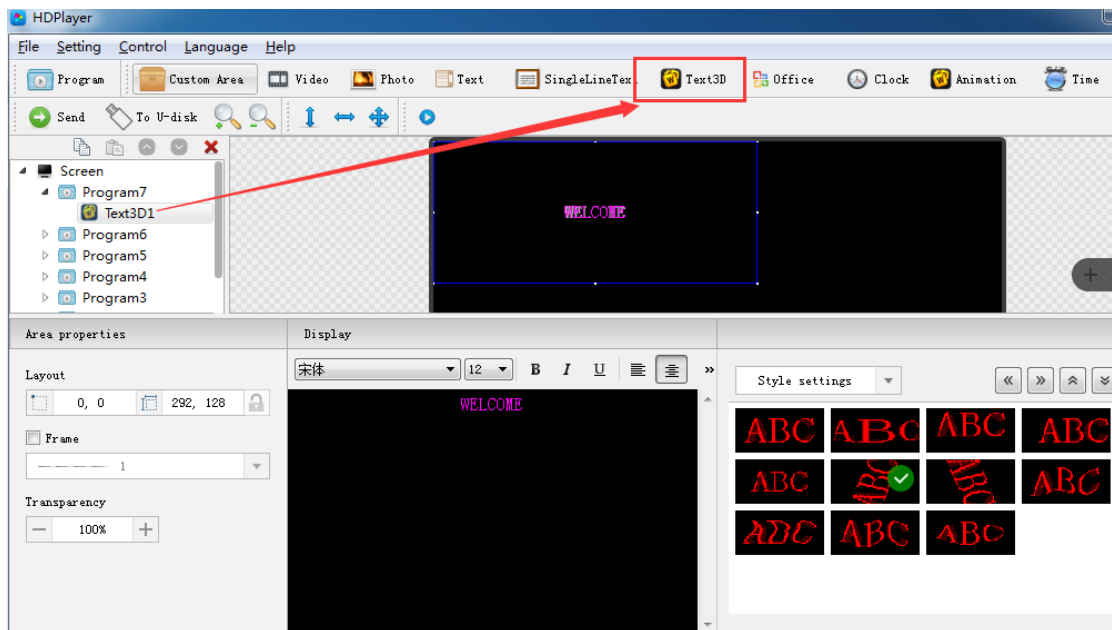 HDPlayer
File Setting Control Language Help
Program Custom Area Video Photo Text SingleLineTex Text3D Office Clock Animation Time
Send To U-disk
Screen
Program7
Text3D1
Program6
Program5
Program4
Program3
WELCOME
Area properties Display
Layout
0, 0 292, 128
Frame
1
Transparency
100%
宋体 12 B I U »
WELCOME
Style settings
ABC ABC ABC ABC
ABC ABC ABC ABC
ABC ABC ABC